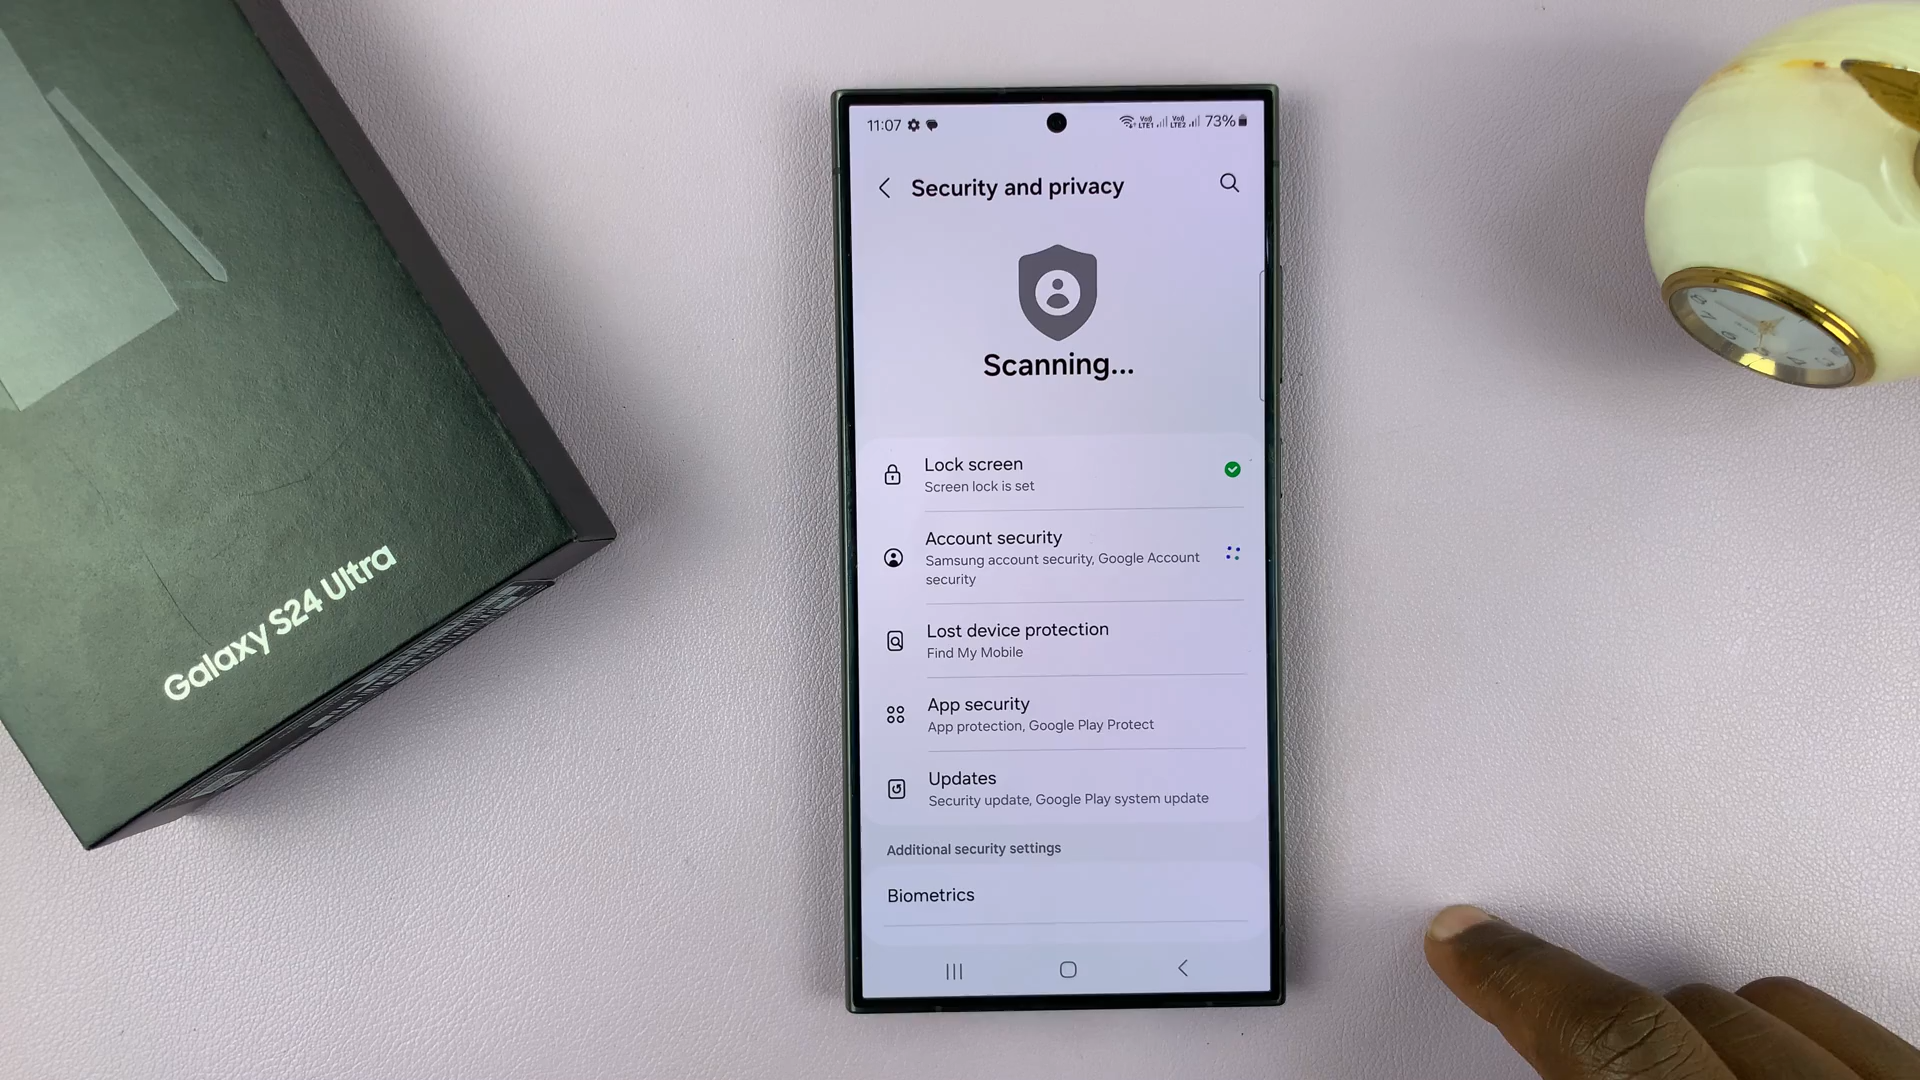 Galaxy S24 Ultra
11:07
73%
Security and privacy
Scanning...
Lock screen
Screen lock is set
Account security
Samsung account security, Google Account
security
Lost device protection
Find My Mobile
App security
App protection, Google Play Protect
Updates
Security update, Google Play system update
Additional security settings
Biometrics